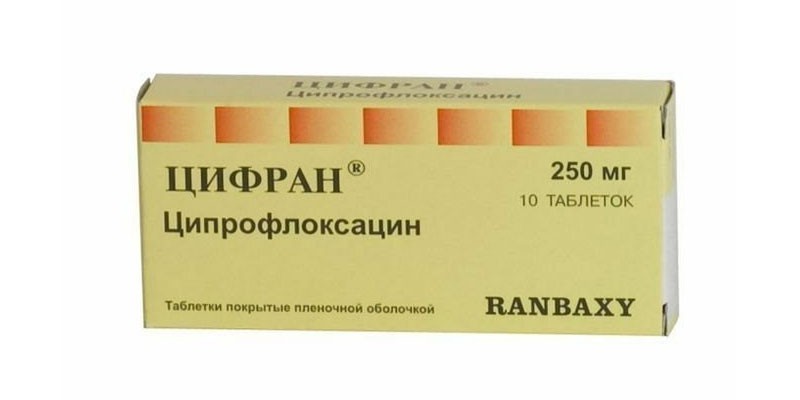 ЦИФРАН®
Ципрофлоксацин
ЦИФРАН®
250 мг
10 ТАБЛЕТОК
Ципрофлоксацин
Таблетки покрытые пленочной оболочкой
RANBAXY